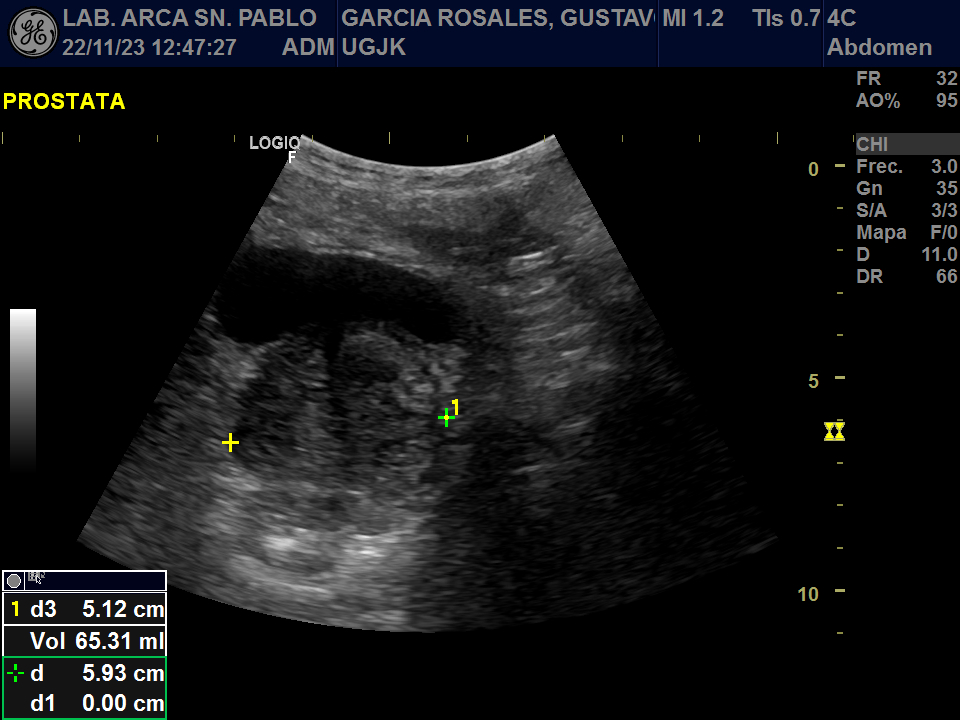 LAB. ARCA SN. PABLO GARCIA ROSALES, GUSTAV MI 1.2 TIs 0.7 4C
22/11/23 12:47:27 ADM UGJK Abdomen
PROSTATA
FR 32
AO% 95
LOGIQ
F
CHI
Frec. 3.0
Gn 35
S/A 3/3
Mapa F/0
D 11.0
DR 66
0
5
10
1
1 d3 5.12 cm
Vol 65.31 ml
d 5.93 cm
d1 0.00 cm